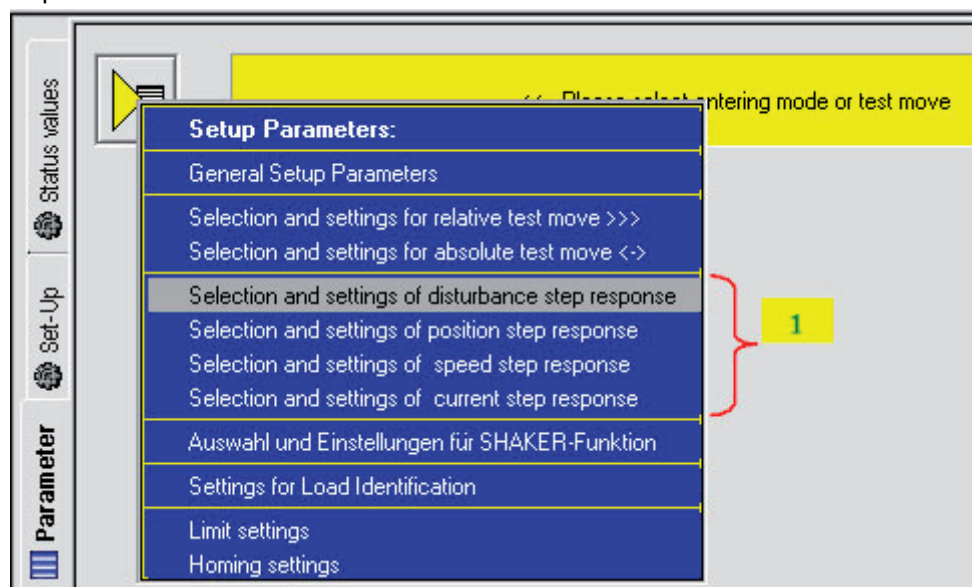 Status values
Set-Up
Parameter
Please select entering mode or test move
Setup Parameters:
General Setup Parameters
Selection and settings for relative test move >>>
Selection and settings for absolute test move <->
Selection and settings of disturbance step response
Selection and settings of position step response
Selection and settings of speed step response
Selection and settings of current step response
1
Auswahl und Einstellungen für SHAKER-Funktion
Settings for Load Identification
Limit settings
Homing settings